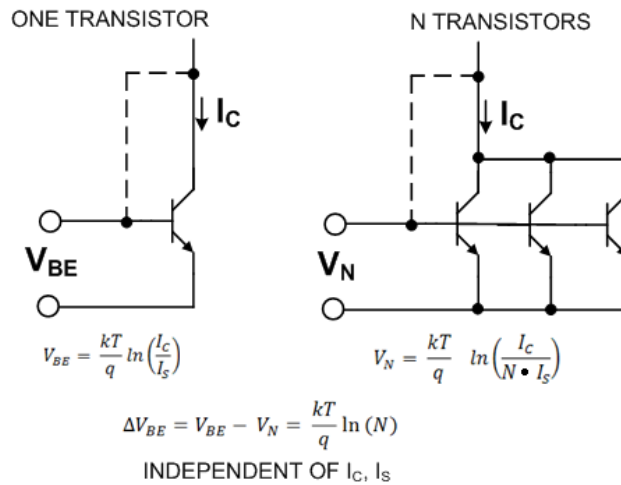 ONE TRANSISTOR
N TRANSISTORS
I_C
I_C
V_BE
V_N
V_BE = kT/q ln(I_C/I_S)
V_N = kT/q ln(I_C/(N • I_S))
ΔV_BE = V_BE − V_N = kT/q ln (N)
INDEPENDENT OF I_C, I_S